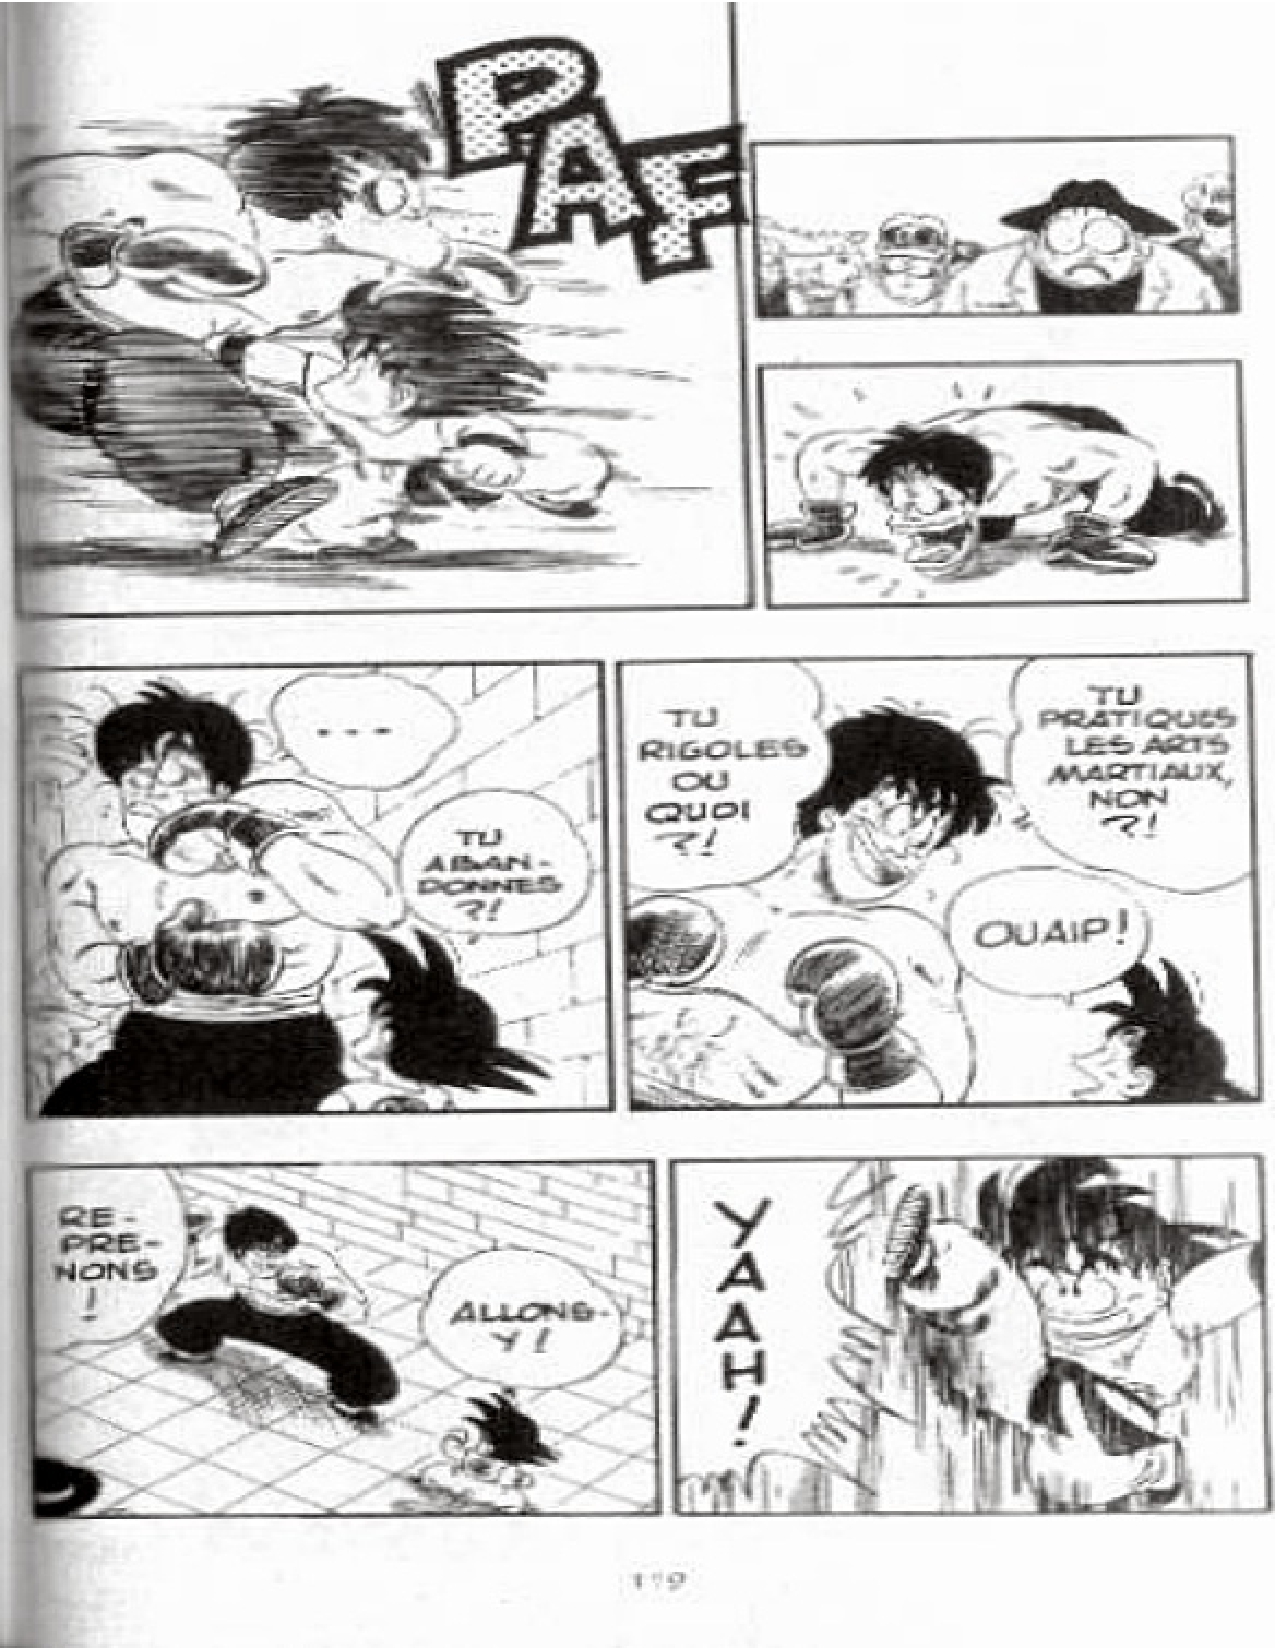 PAF
- - -
TU
ABAN-
DONNES
?!
TU
RIGOLES
OU
QUOI
?!
TU
PRATIQUES
LES ARTS
MARTIAUX,
NON
?!
OUAIP!
RE-
PRE-
NONS
!
ALLONS-
Y!
YAAH!